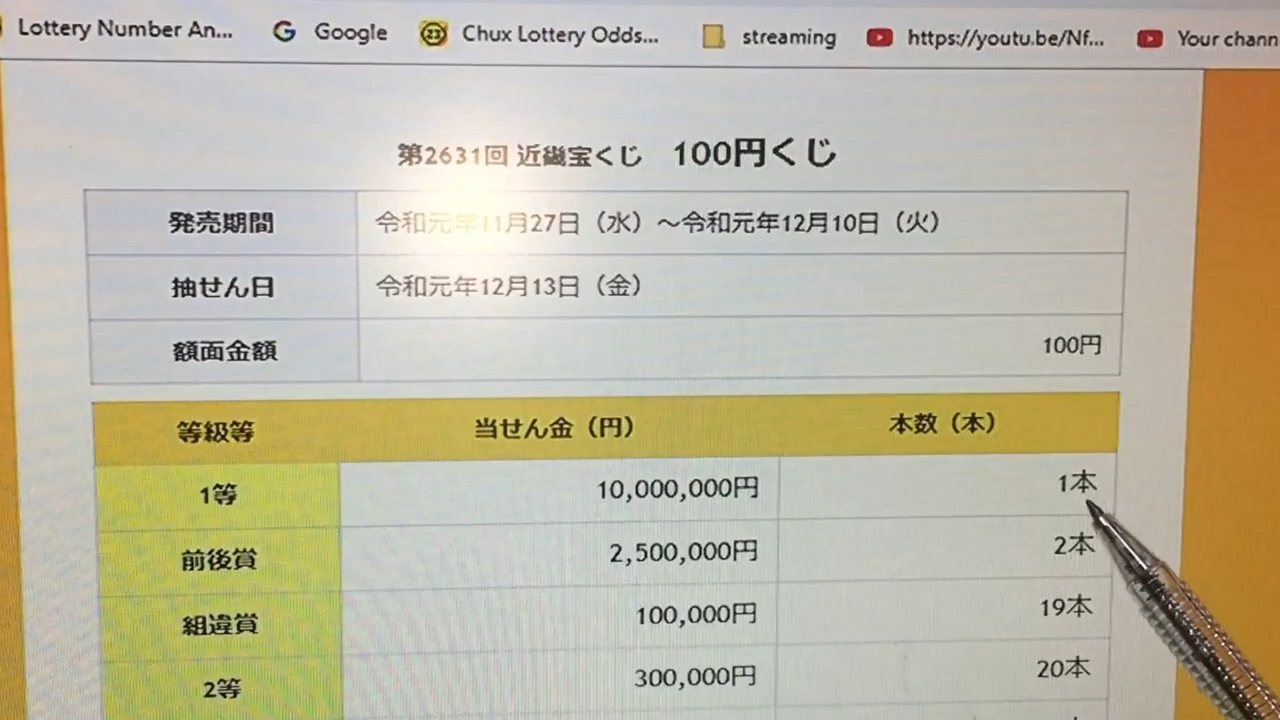 Lottery Number An...
Google
Chux Lottery Odds...
streaming
https://youtu.be/Nf...
Your chann
第2631回 近畿宝くじ 100円くじ
発売期間 令和元年11月27日（水）～令和元年12月10日（火）
抽せん日 令和元年12月13日（金）
額面金額 100円
等級等 当せん金（円） 本数（本）
1等 10,000,000円 1本
前後賞 2,500,000円 2本
組違賞 100,000円 19本
2等 300,000円 20本